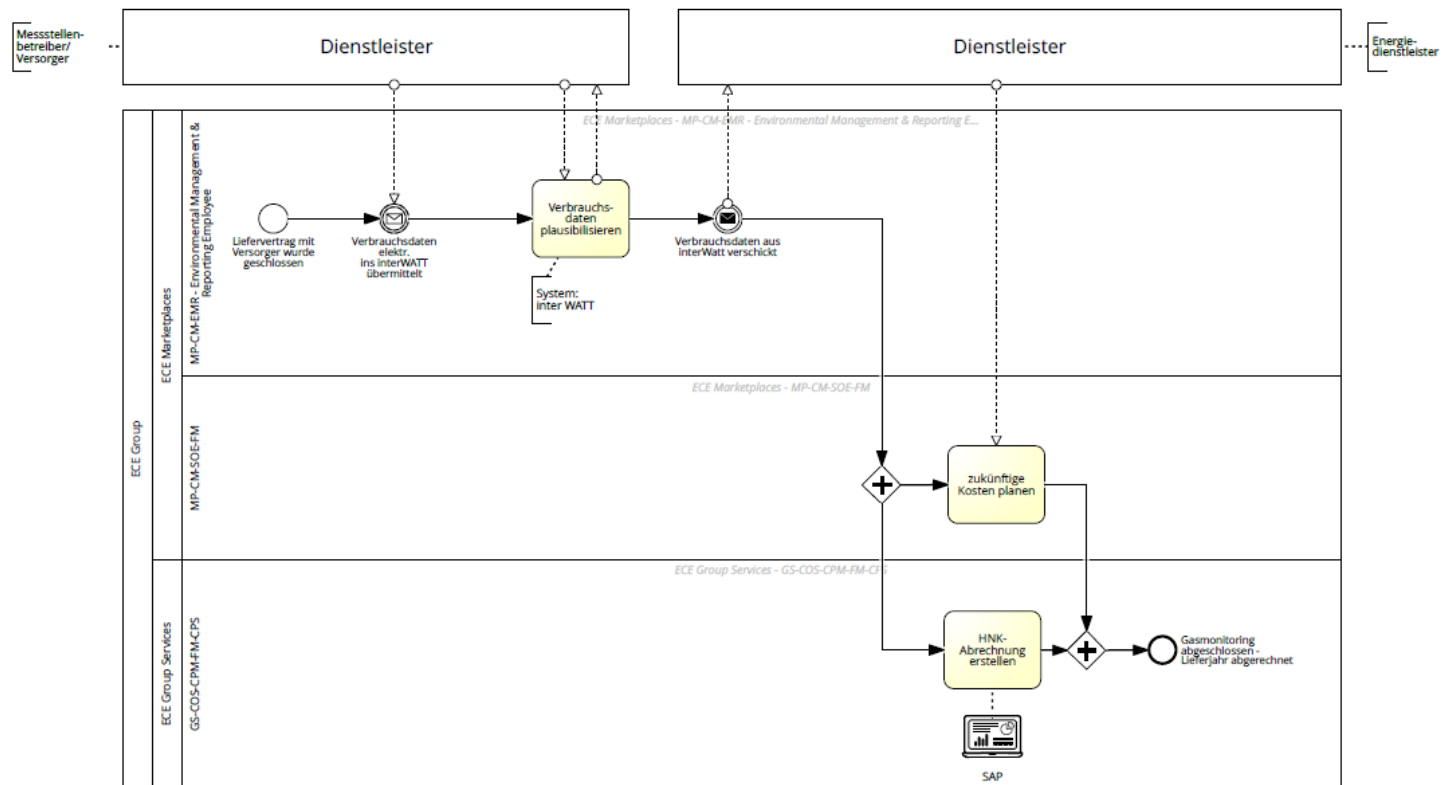 Messstellen-
betreiber/
Versorger
Dienstleister
Dienstleister
Energie-
dienstleister
ECE Group
ECE Marketplaces
MP-CM-EMR - Environmental Management &
Reporting Employee
ECE Marketplaces - MP-CM-EMR - Environmental Management & Reporting E...
Liefervertrag mit
Versorger wurde
geschlossen
Verbrauchsdaten
elektr.
ins interWATT
übermittelt
Verbrauchs-
daten
plausibilisieren
System:
inter WATT
Verbrauchsdaten aus
interWatt verschickt
MP-CM-SOE-FM
ECE Marketplaces - MP-CM-SOE-FM
zukünftige
Kosten planen
ECE Group Services
GS-COS-CPM-FM-CPS
ECE Group Services - GS-COS-CPM-FM-CPS
HNK-
Abrechnung
erstellen
Gasmonitoring
abgeschlossen -
Lieferjahr abgerechnet
SAP